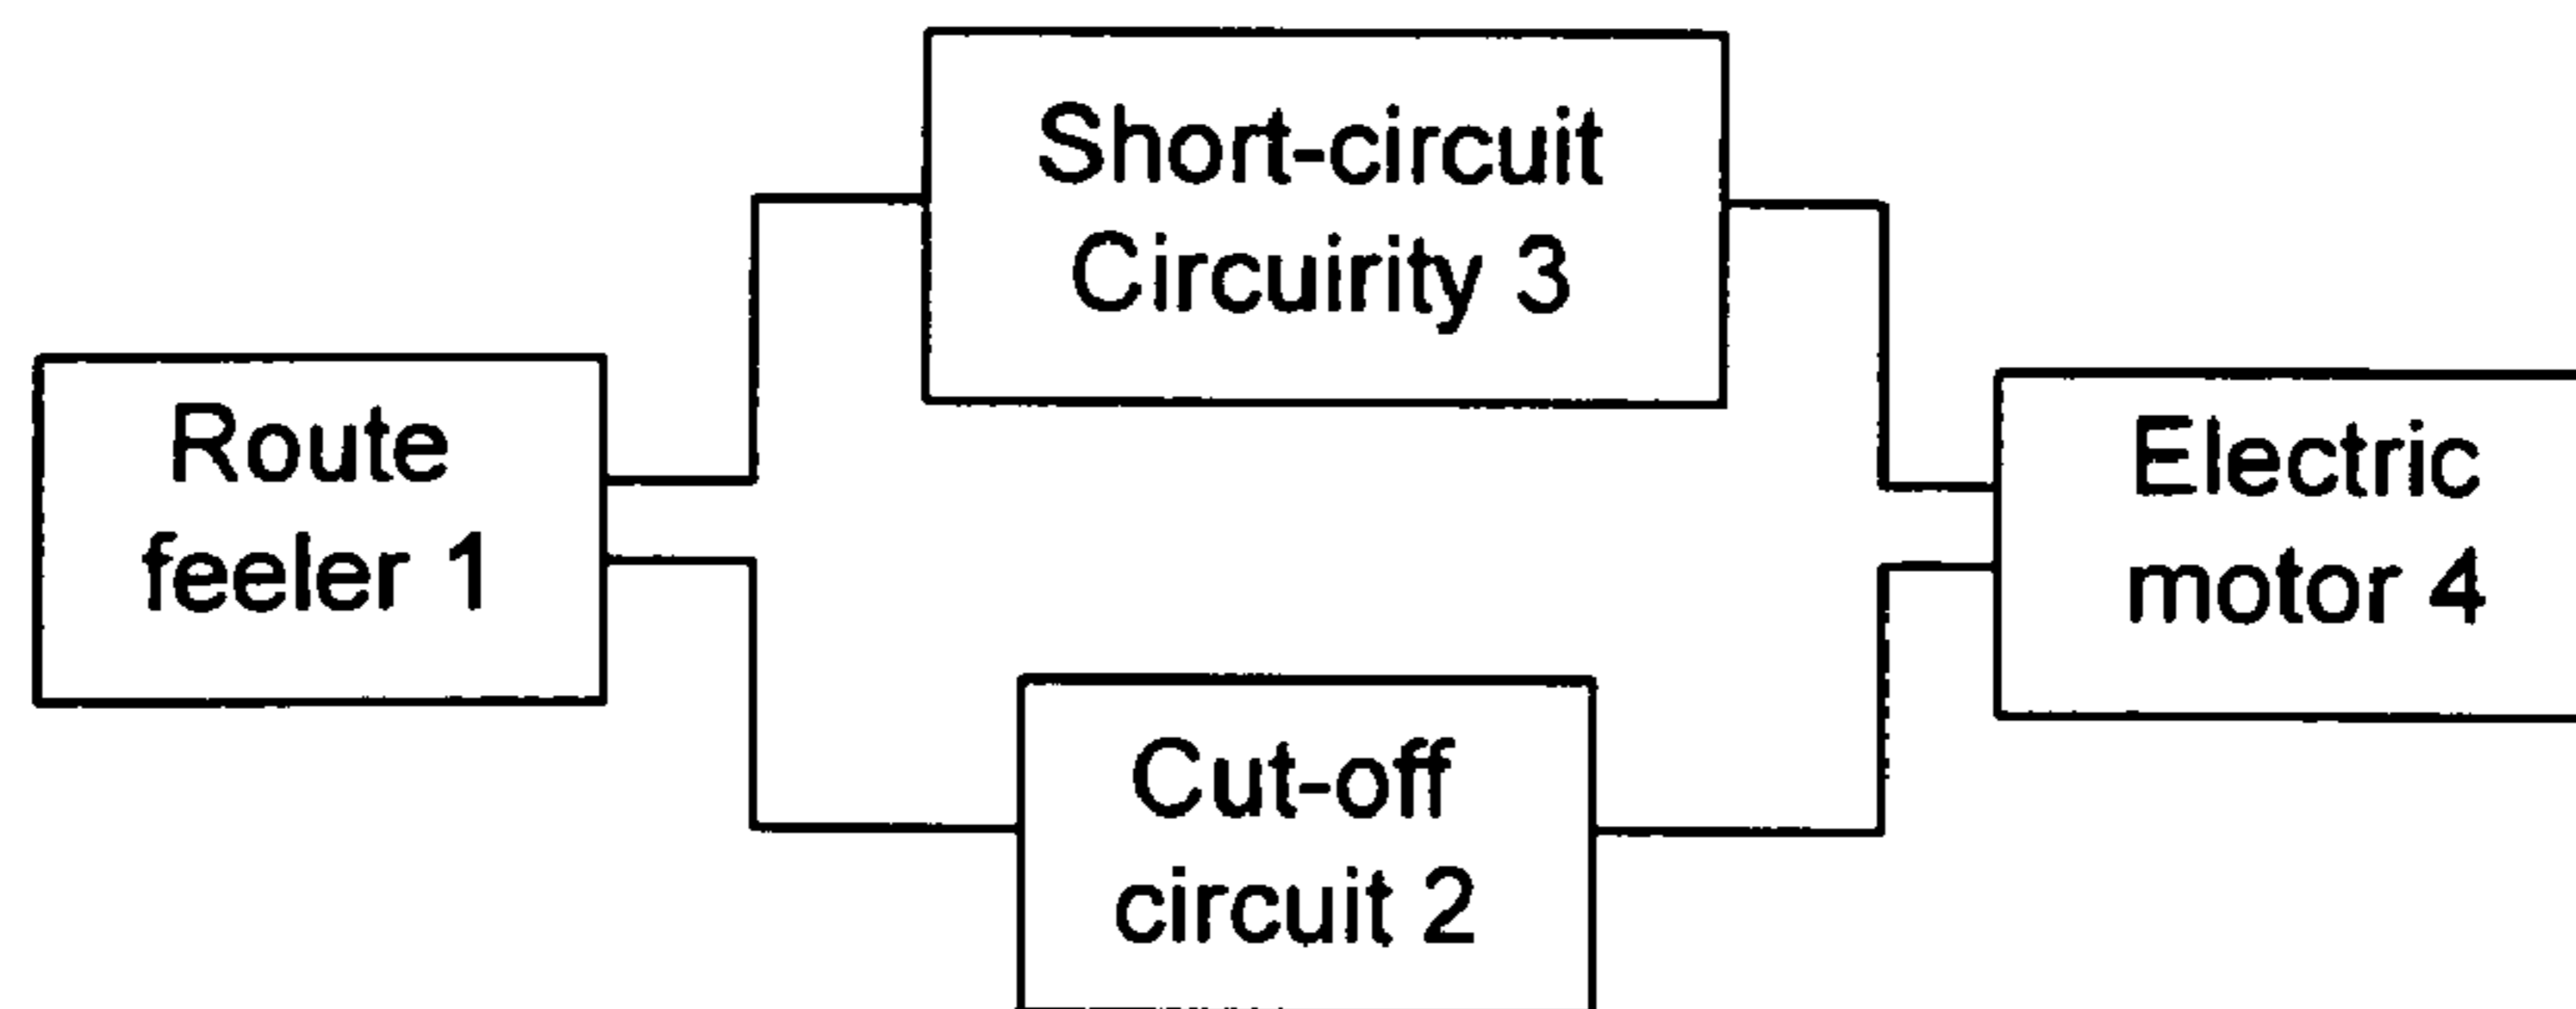 Short-circuit
Circuirity 3
Route
feeler 1
Electric
motor 4
Cut-off
circuit 2